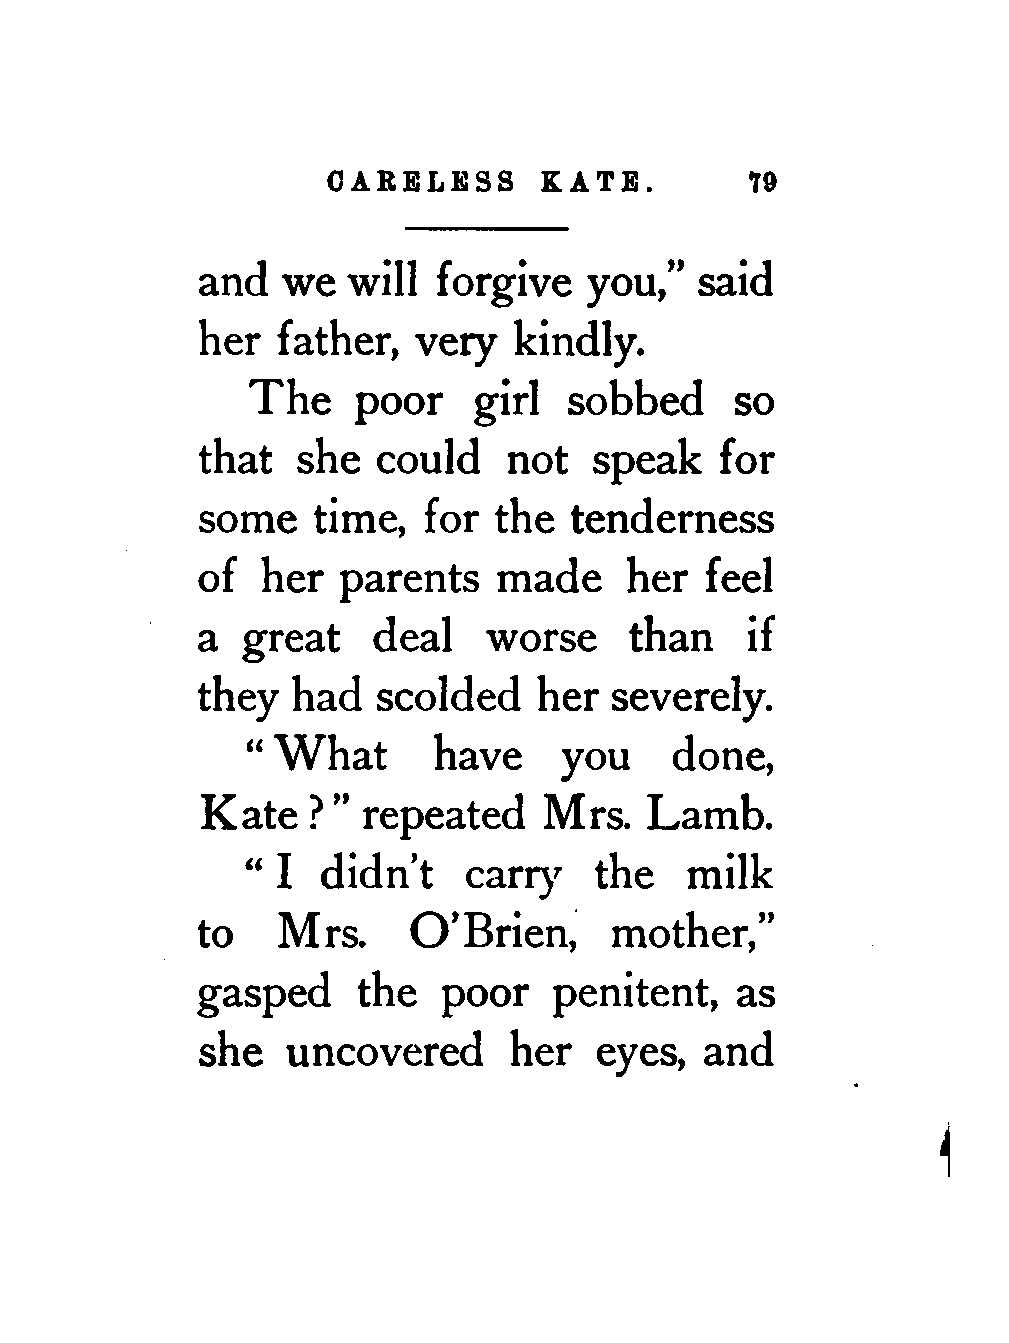 CARELESS KATE. 79
and we will forgive you,” said
her father, very kindly.
The poor girl sobbed so
that she could not speak for
some time, for the tenderness
of her parents made her feel
a great deal worse than if
they had scolded her severely.
“ What have you done,
Kate ? ” repeated Mrs. Lamb.
“ I didn’t carry the milk
to Mrs. O’Brien, mother,”
gasped the poor penitent, as
she uncovered her eyes, and